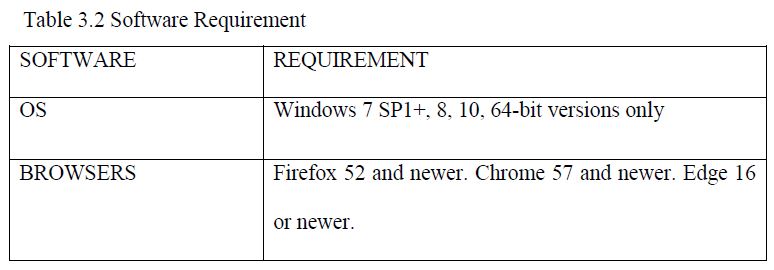 Table 3.2 Software Requirement
SOFTWARE REQUIREMENT
OS Windows 7 SP1+, 8, 10, 64-bit versions only
BROWSERS Firefox 52 and newer. Chrome 57 and newer. Edge 16
or newer.